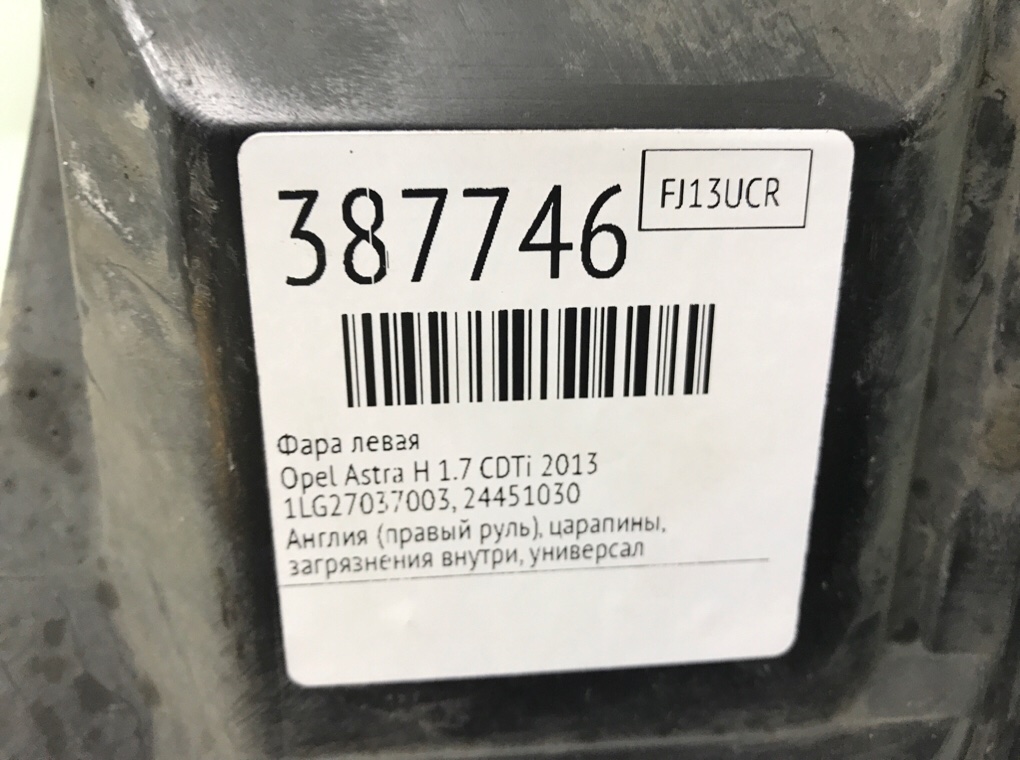 387746
FJ13UCR
Фара левая
Opel Astra H 1.7 CDTi 2013
1LG27037003, 24451030
Англия (правый руль), царапины,
загрязнения внутри, универсал